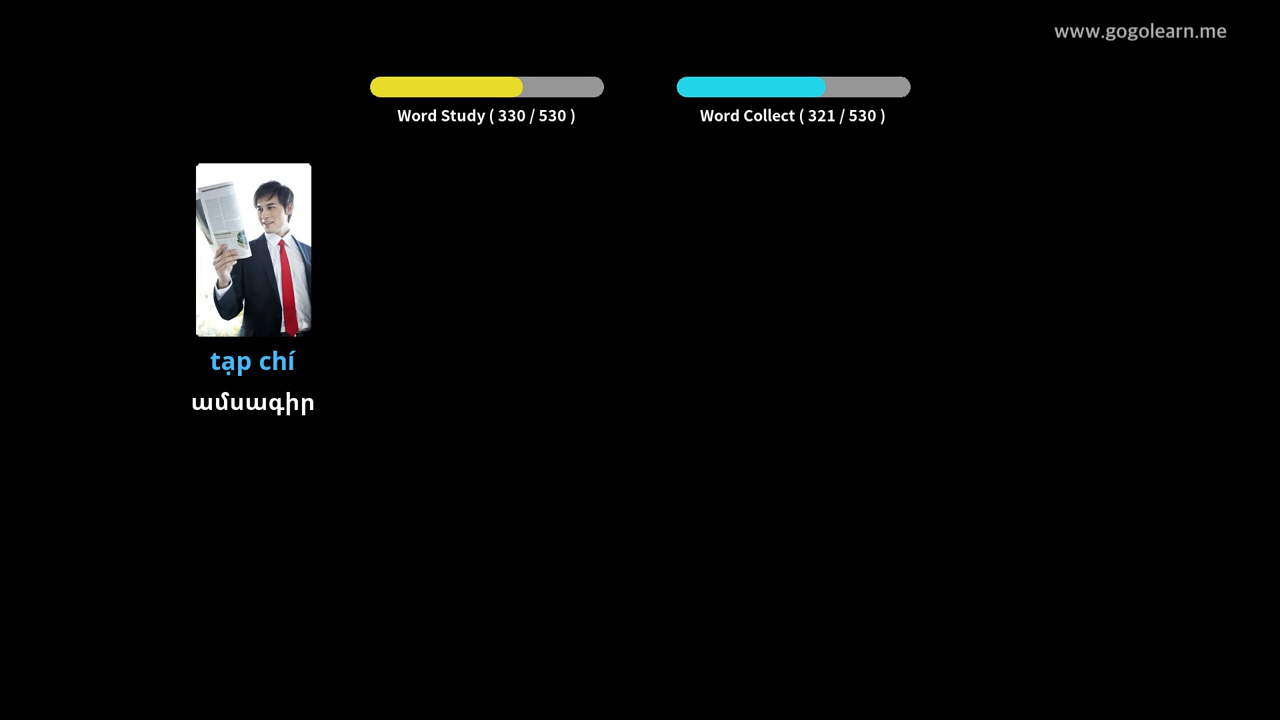 www.gogolearn.me
Word Study ( 330 / 530 )
Word Collect ( 321 / 530 )
tạp chí
ամսագիր